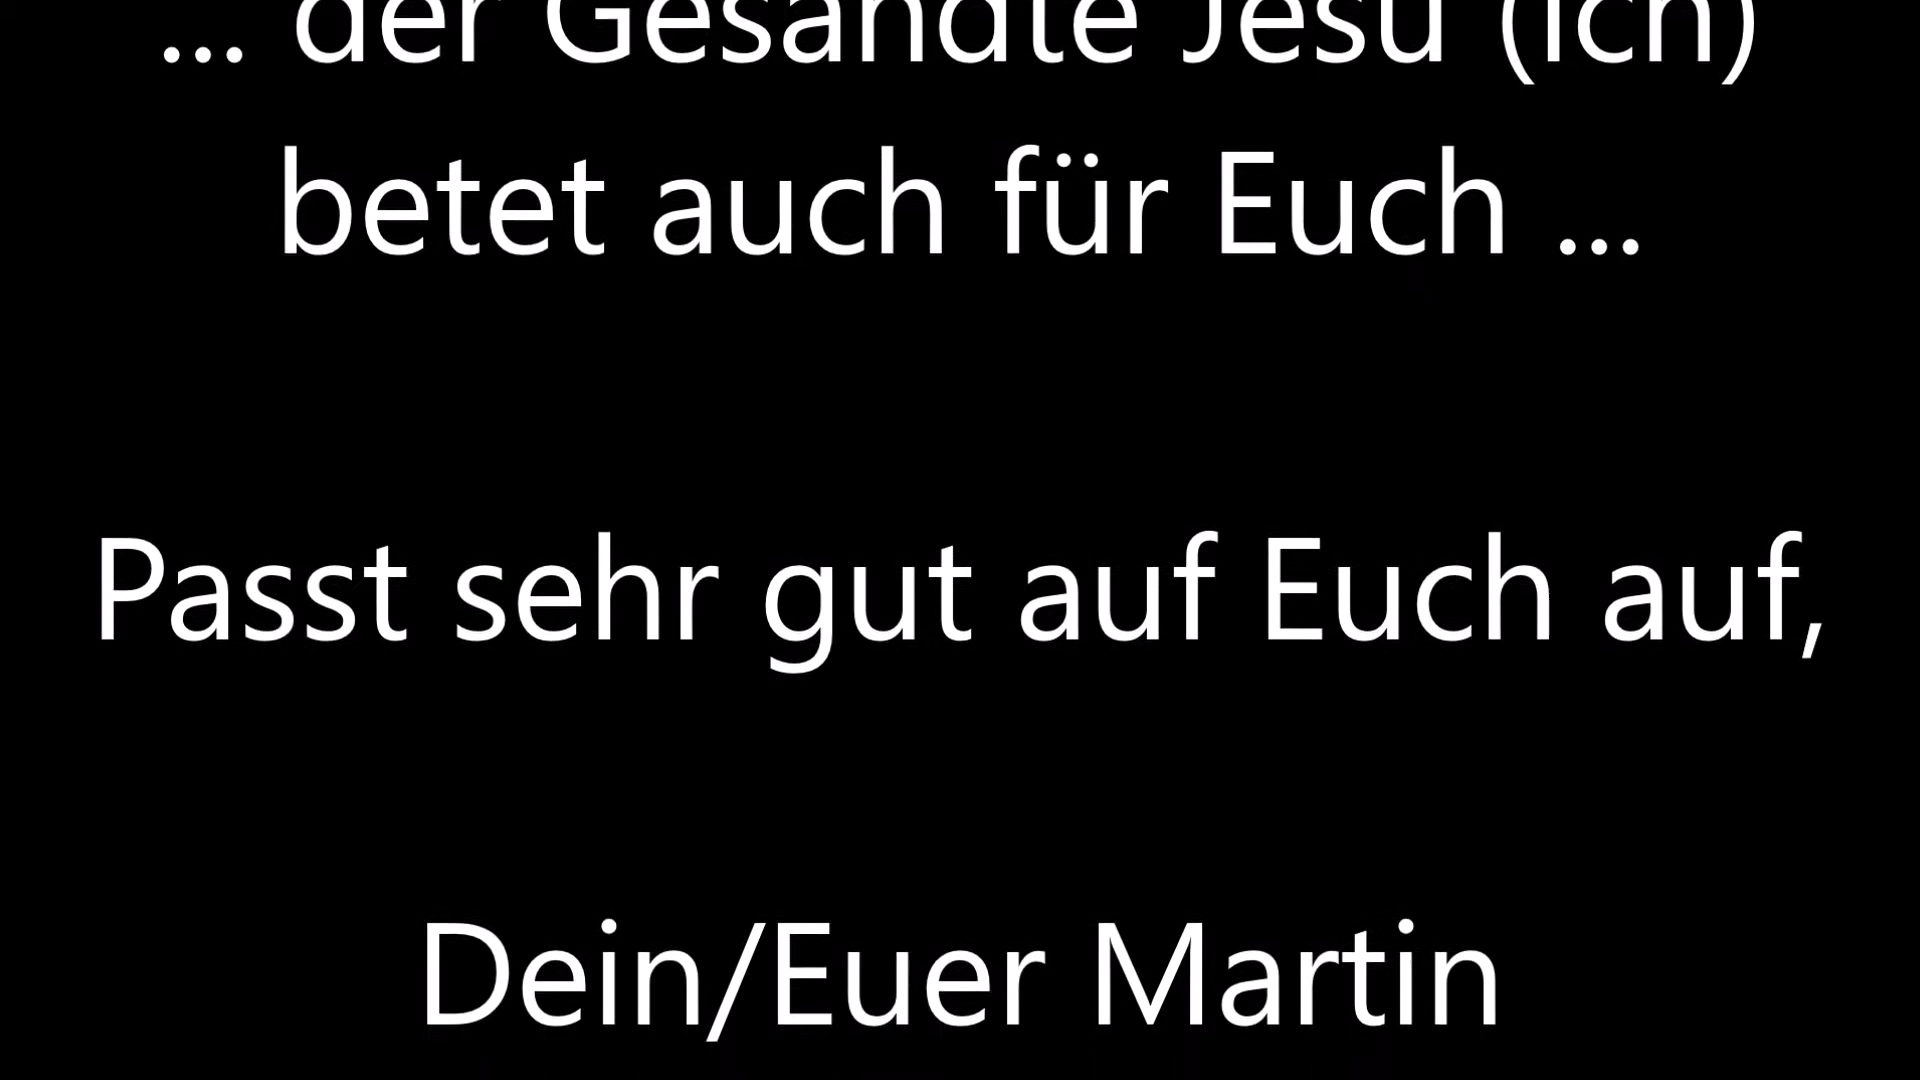 ... der Gesandte Jesu (ich)
betet auch für Euch ...
Passt sehr gut auf Euch auf,
Dein/Euer Martin